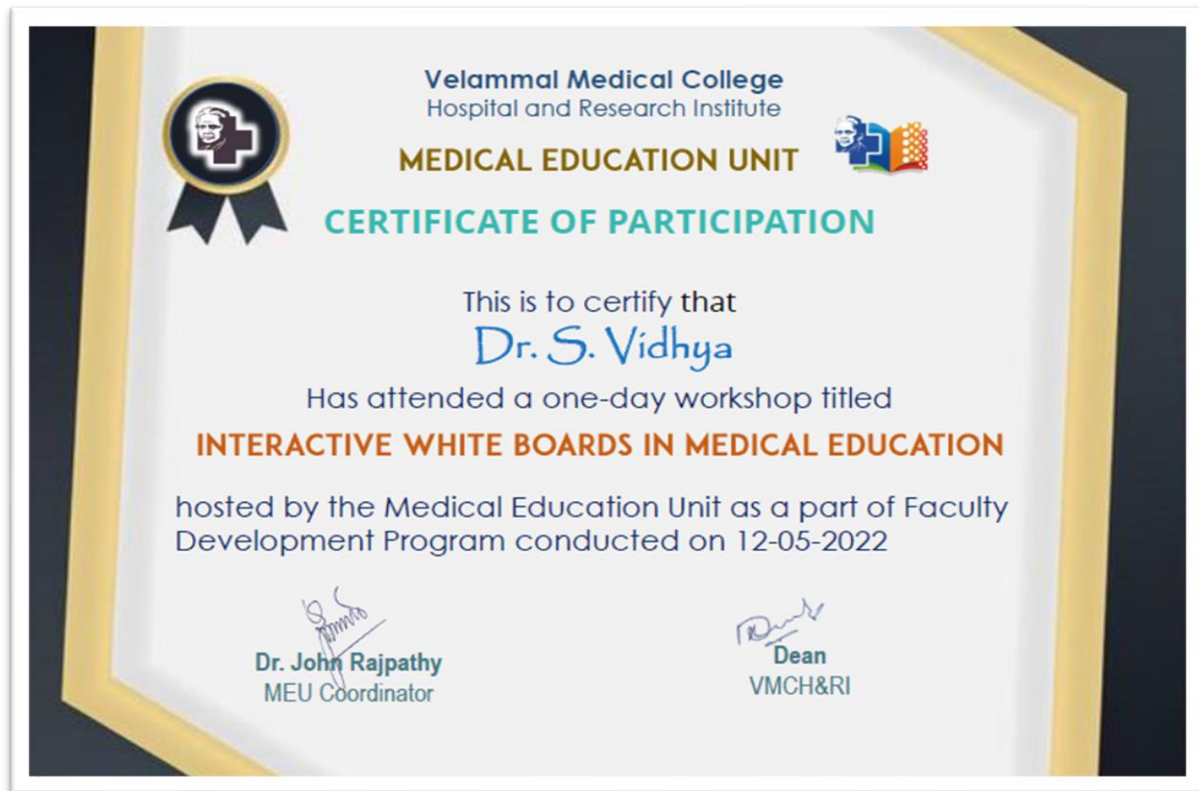 Velammal Medical College
Hospital and Research Institute
MEDICAL EDUCATION UNIT
CERTIFICATE OF PARTICIPATION
This is to certify that
Dr. S. Vidhya
Has attended a one-day workshop titled
INTERACTIVE WHITE BOARDS IN MEDICAL EDUCATION
hosted by the Medical Education Unit as a part of Faculty
Development Program conducted on 12-05-2022
Dr. John Rajpathy
MEU Coordinator
Dean
VMCH&RI